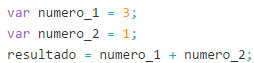 var numero_1 = 3;
var numero_2 = 1;
resultado = numero_1 + numero_2;